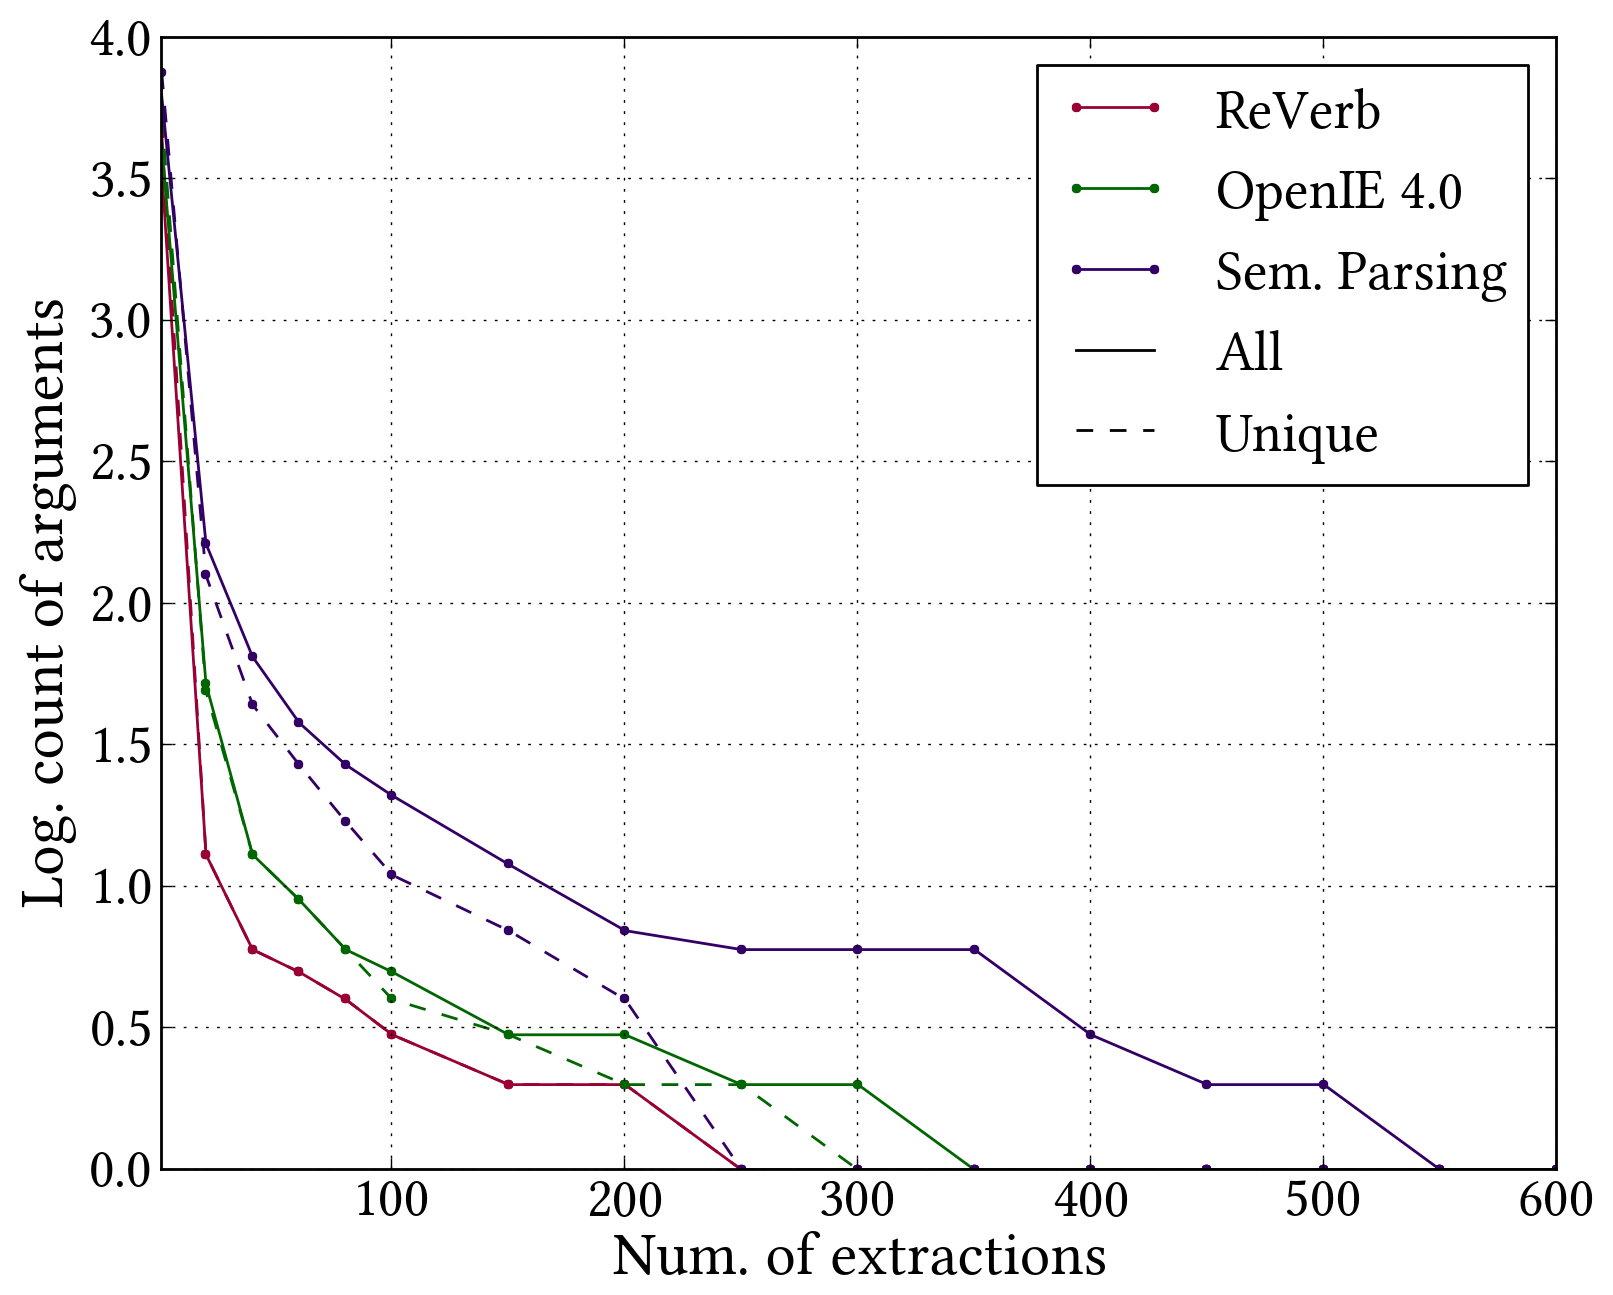 4.0
3.5
3.0
2.5
2.0
1.5
1.0
0.5
0.0
Log. count of arguments
ReVerb
OpenIE 4.0
Sem. Parsing
All
Unique
100 200 300 400 500 600
Num. of extractions